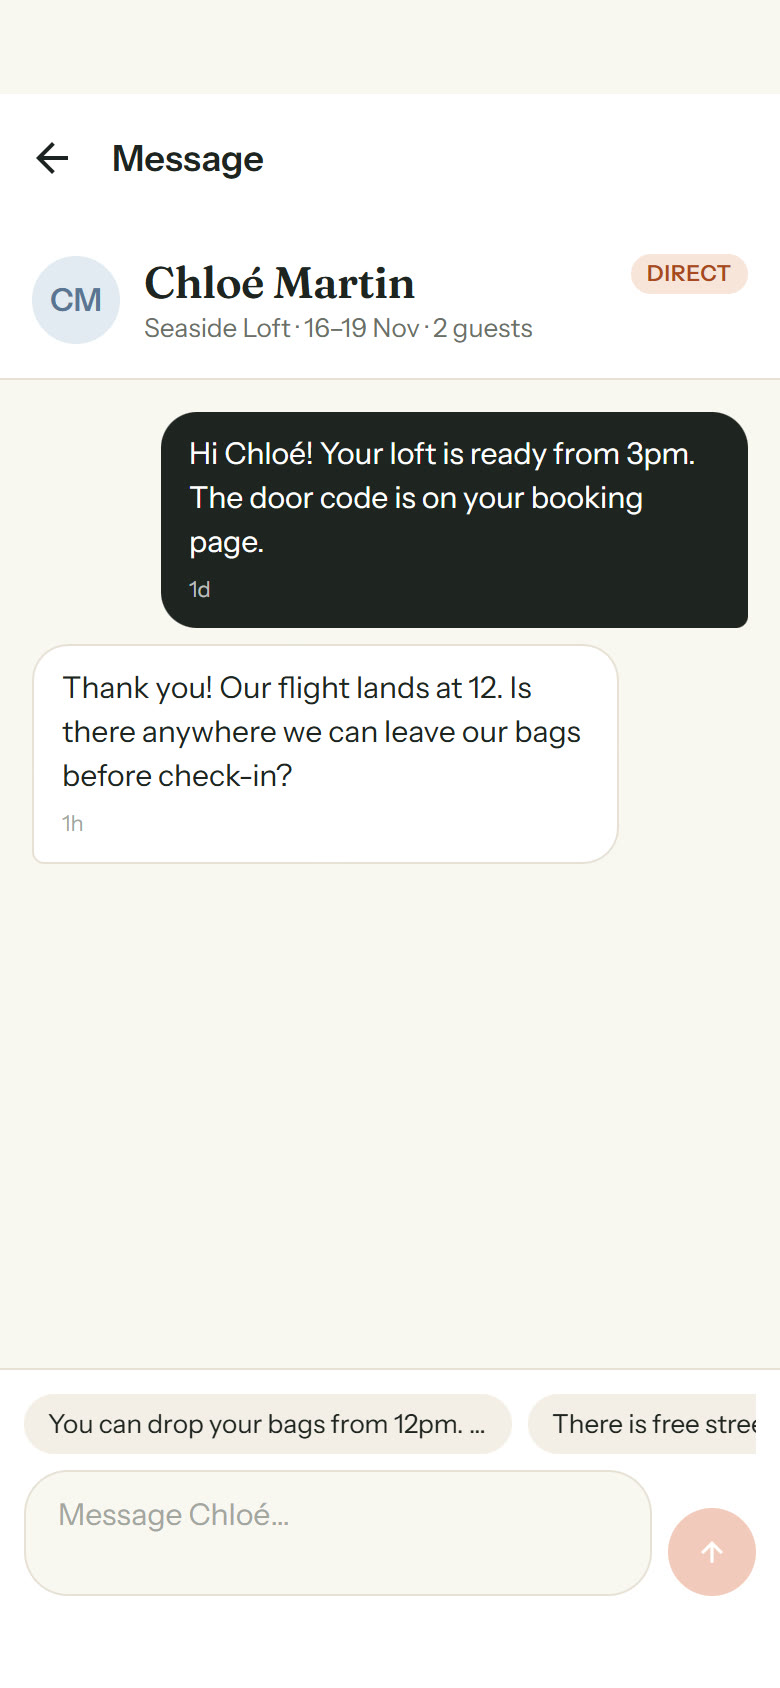 Message
CM
Chloé Martin
DIRECT
Seaside Loft · 16–19 Nov · 2 guests
Hi Chloé! Your loft is ready from 3pm.
The door code is on your booking
page.
1d
Thank you! Our flight lands at 12. Is
there anywhere we can leave our bags
before check-in?
1h
You can drop your bags from 12pm. ...
There is free
Message Chloé...